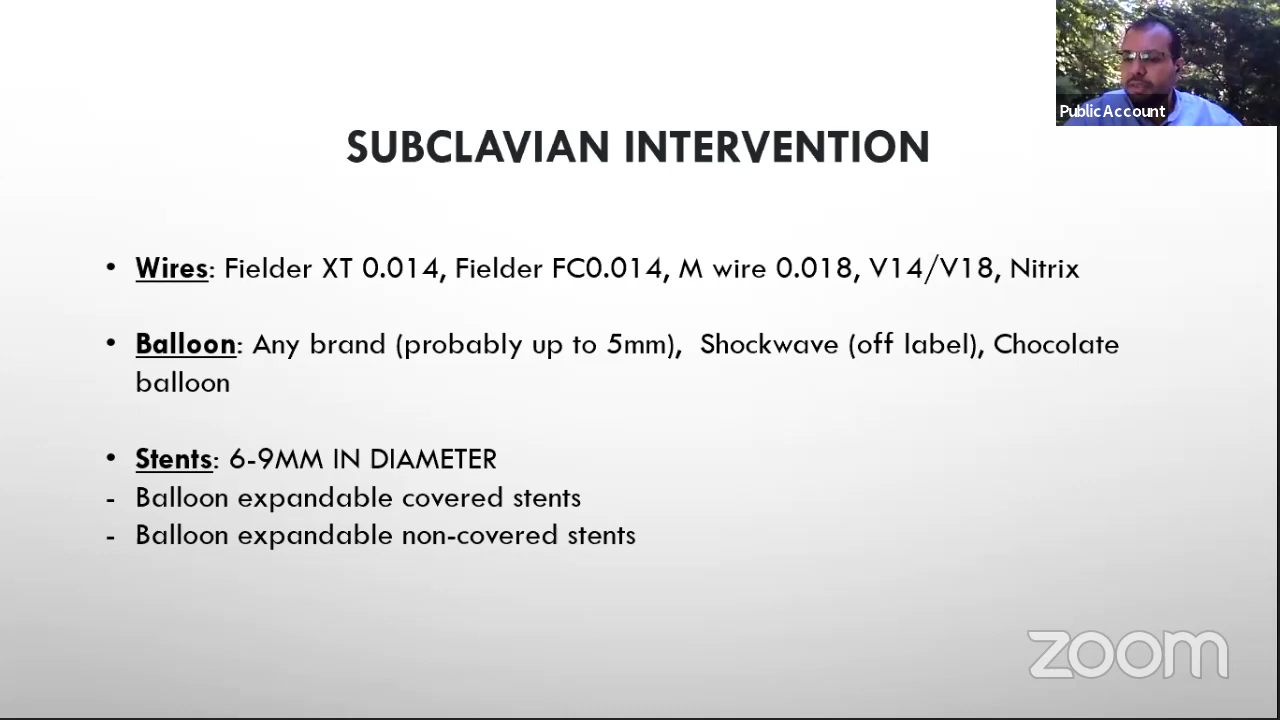 Public Account
SUBCLAVIAN INTERVENTION
• Wires: Fielder XT 0.014, Fielder FC0.014, M wire 0.018, V14/V18, Nitrix
• Balloon: Any brand (probably up to 5mm),  Shockwave (off label), Chocolate
balloon
• Stents: 6-9MM IN DIAMETER
- Balloon expandable covered stents
- Balloon expandable non-covered stents
zoom